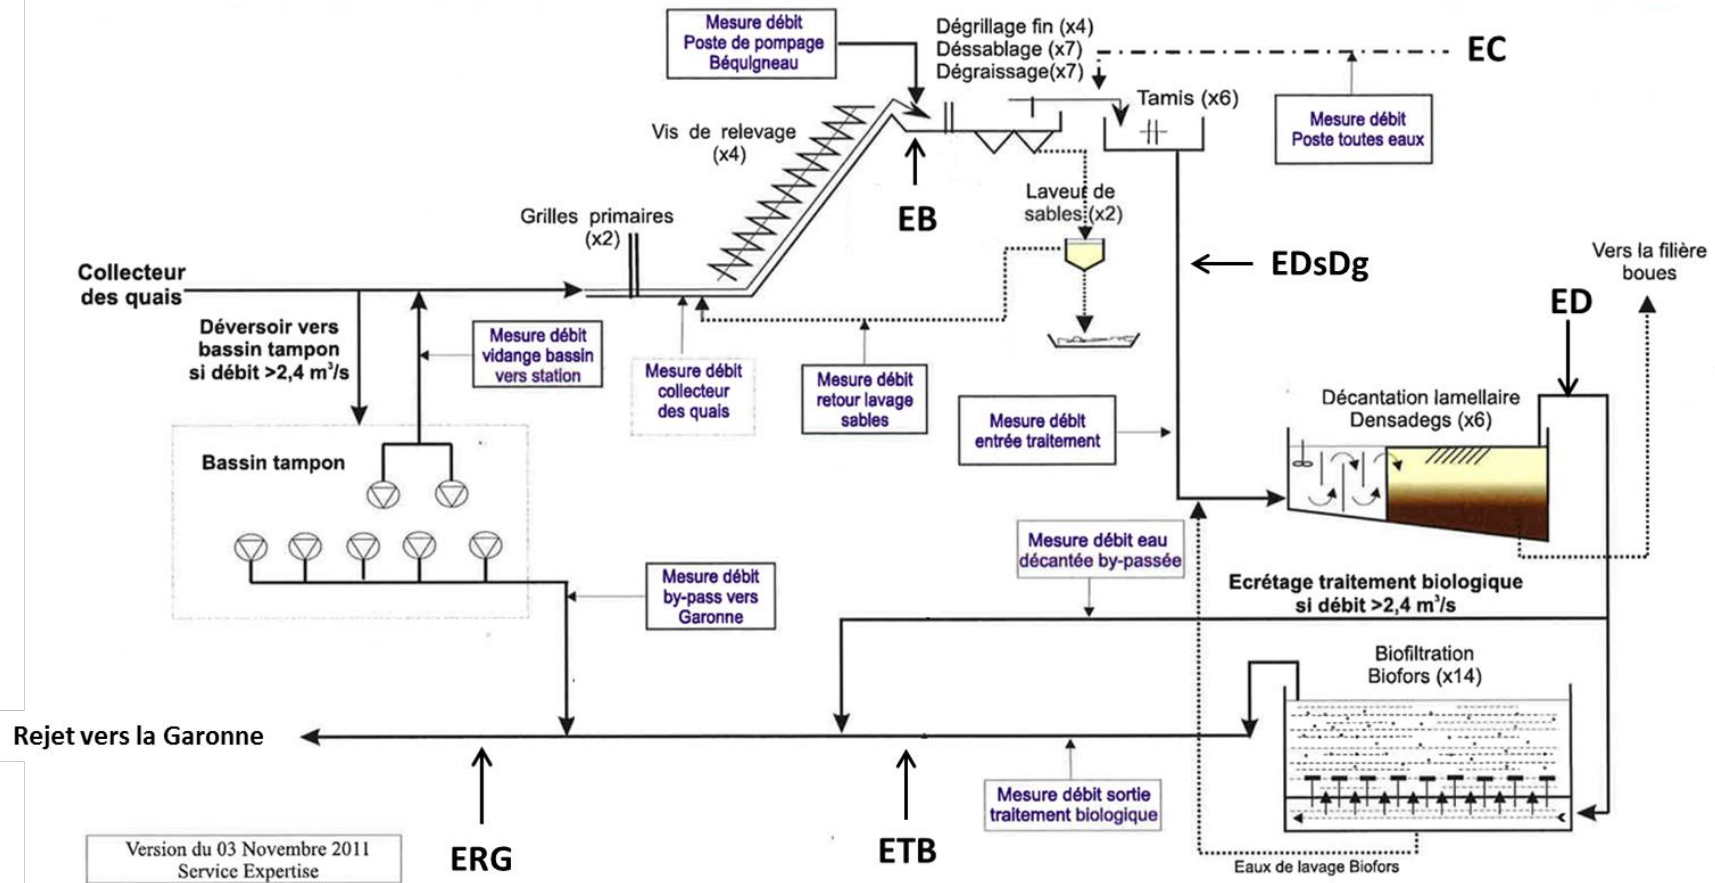 Mesure débit
Poste de pompage
Béquigneau
Dégrillage fin (x4)
Déssablage (x7)
Dégraissage(x7)
EC
Tamis (x6)
Mesure débit
Poste toutes eaux
Vis de relevage
(x4)
EB
Laveur de
sables (x2)
Grilles primaires
(x2)
EDsDg
Vers la filière
boues
Collecteur
des quais
ED
Déversoir vers
bassin tampon
si débit >2,4 m³/s
Mesure débit
vidange bassin
vers station
Mesure débit
collecteur
des quais
Mesure débit
retour lavage
sables
Mesure débit
entrée traitement
Décantation lamellaire
Densadegs (x6)
Bassin tampon
Mesure débit eau
décantée by-passée
Mesure débit
by-pass vers
Garonne
Ecrétage traitement biologique
si débit >2,4 m³/s
Biofiltration
Biofors (x14)
Rejet vers la Garonne
Mesure débit sortie
traitement biologique
ERG
ETB
Version du 03 Novembre 2011
Service Expertise
Eaux de lavage Biofors